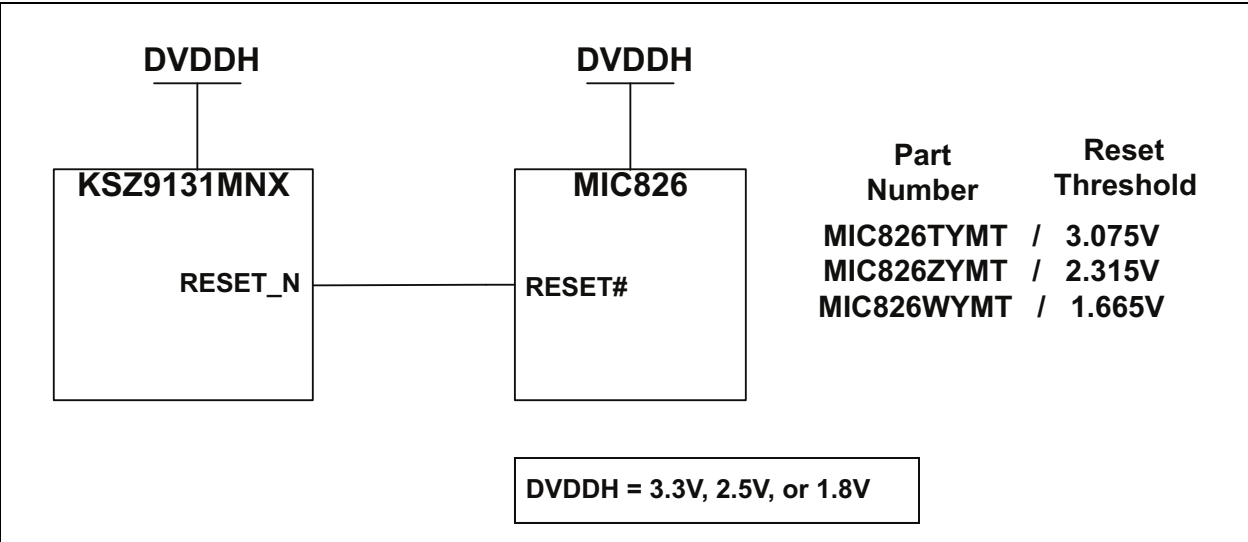 DVDDH
DVDDH
KSZ9131MNX
MIC826
RESET_N
RESET#
Part
Number
Reset
Threshold
MIC826TYMT / 3.075V
MIC826ZYMT / 2.315V
MIC826WYMT / 1.665V
DVDDH = 3.3V, 2.5V, or 1.8V